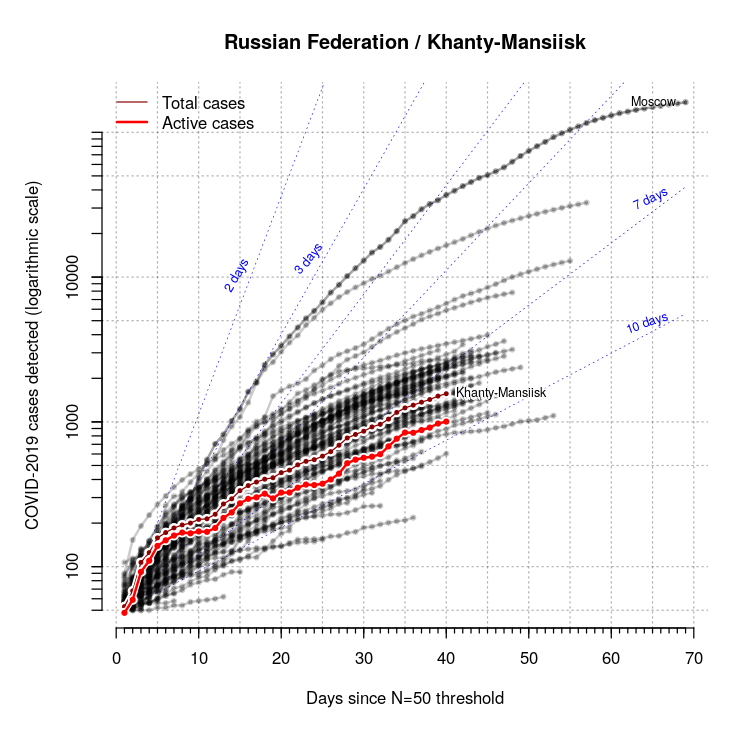 Russian Federation / Khanty-Mansiisk
Total cases
Active cases
Moscow
2 days
3 days
7 days
10 days
Khanty-Mansiisk
COVID-2019 cases detected (logarithmic scale)
10000
1000
100
0 10 20 30 40 50 60 70
Days since N=50 threshold